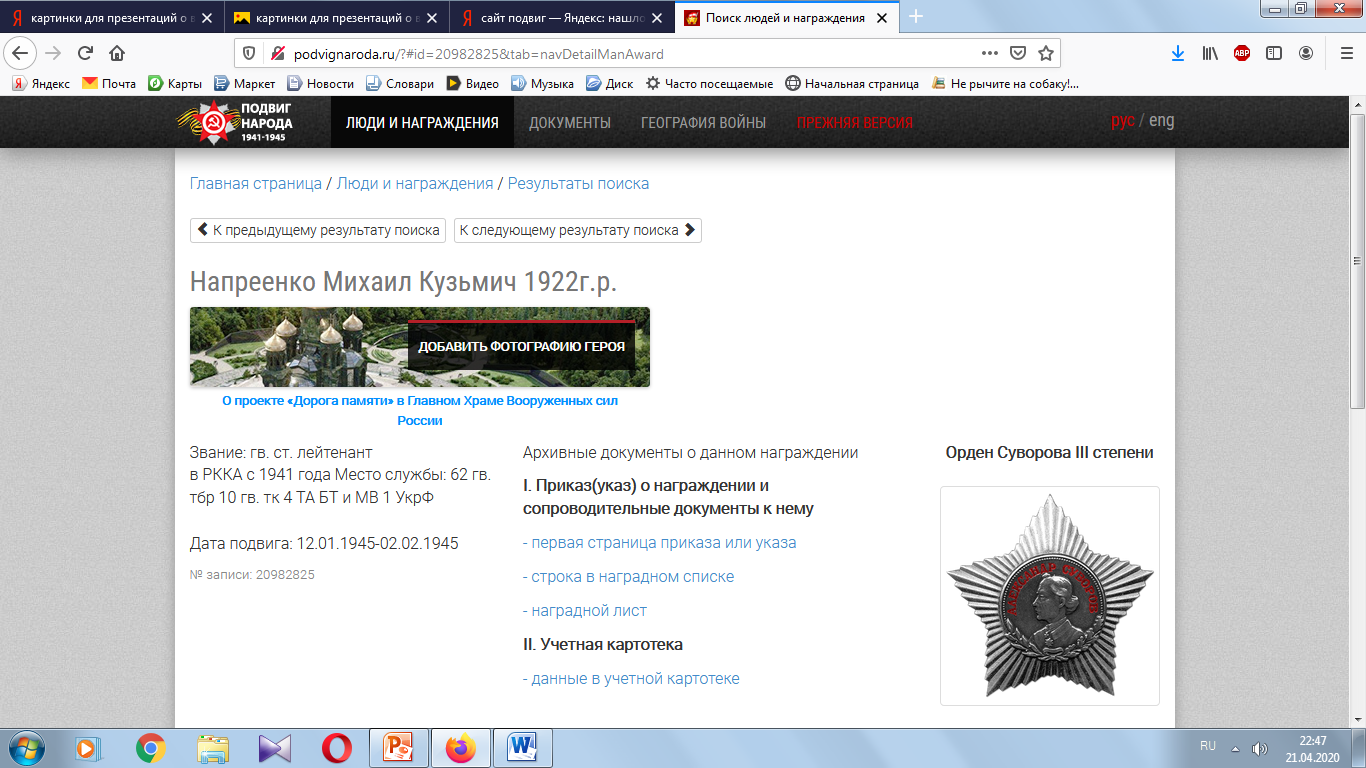 картинки для презентаций о в
картинки для презентаций о в
сайт подвиг — Яндекс: нашло
Поиск людей и награждения
podvignaroda.ru/?#id=20982825&tab=navDetailManAward
Яндекс Почта Карты Маркет Новости Словари Видео Музыка Диск Часто посещаемые Начальная страница Не рычите на собаку!...
ПОДВИГ
НАРОДА
1941-1945
ЛЮДИ И НАГРАЖДЕНИЯ ДОКУМЕНТЫ ГЕОГРАФИЯ ВОЙНЫ ПРЕЖНЯЯ ВЕРСИЯ рус / eng
Главная страница / Люди и награждения / Результаты поиска
К предыдущему результату поиска К следующему результату поиска
Напреенко Михаил Кузьмич 1922г.р.
ДОБАВИТЬ ФОТОГРАФИЮ ГЕРОЯ
О проекте «Дорога памяти» в Главном Храме Вооруженных сил
России
Звание: гв. ст. лейтенант
в РККА с 1941 года Место службы: 62 гв.
тбр 10 гв. тк 4 ТА БТ и МВ 1 УкрФ
Дата подвига: 12.01.1945-02.02.1945
№ записи: 20982825
Архивные документы о данном награждении
I. Приказ(указ) о награждении и
сопроводительные документы к нему
- первая страница приказа или указа
- строка в наградном списке
- наградной лист
II. Учетная картотека
- данные в учетной картотеке
Орден Суворова III степени
АЛЕКСАНДР СУВОРОВ
RU
22:47
21.04.2020